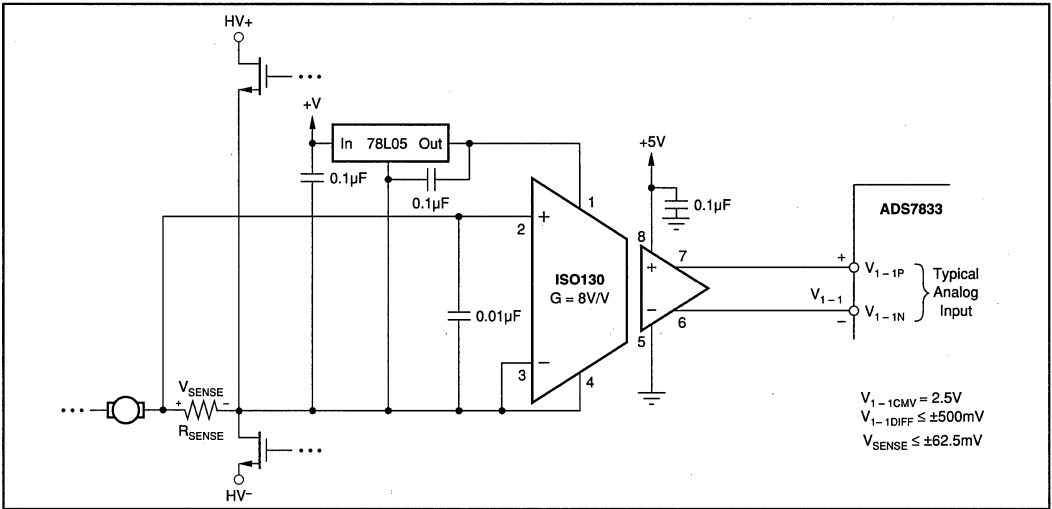 HV+
•••
+V
In 78L05 Out
0.1µF
0.1µF
+5V
0.1µF
ADS7833
1
2
+
ISO130
G = 8V/V
8
+
7
−
6
5
+
V1–1P
V1–1
V1–1N
−
Typical
Analog
Input
0.01µF
3
−
4
•••
VSENSE
+
−
RSENSE
•••
HV−
V1–1CMV = 2.5V
V1–1DIFF ≤ ±500mV
VSENSE ≤ ±62.5mV